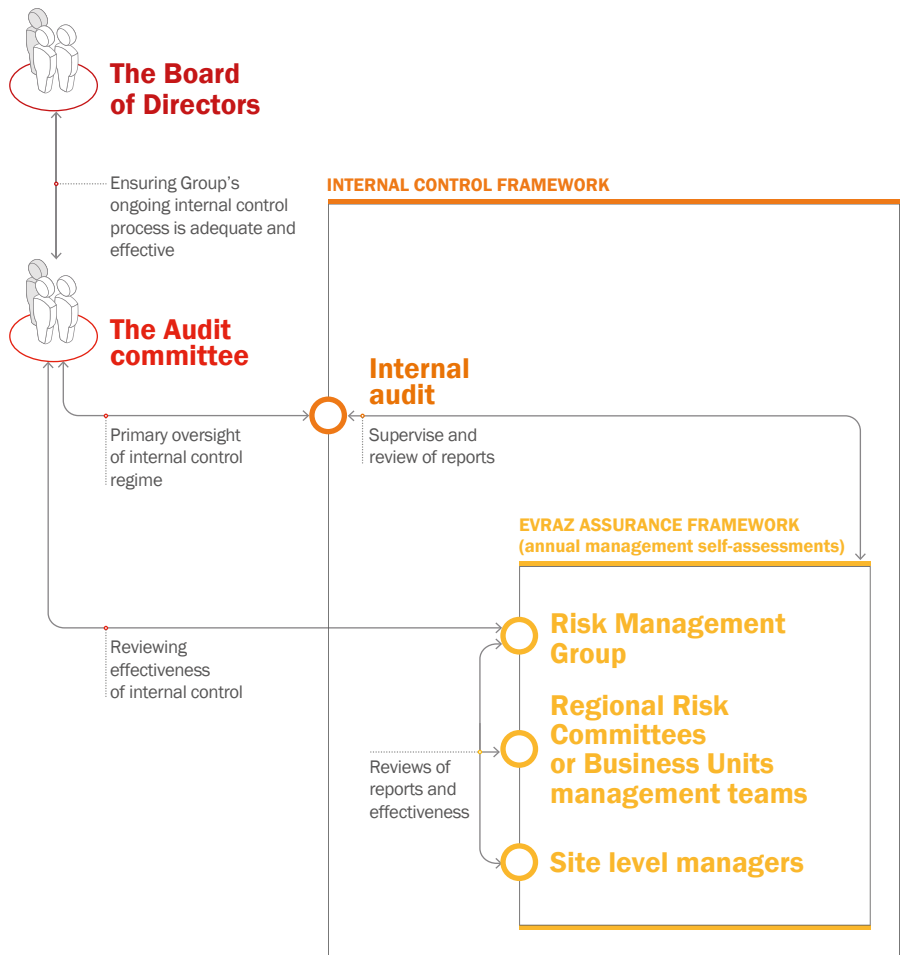 The Board
of Directors
Ensuring Group's
ongoing internal control
process is adequate and
effective
INTERNAL CONTROL FRAMEWORK
The Audit
committee
Internal
audit
Primary oversight
of internal control
regime
Supervise and
review of reports
EVRAZ ASSURANCE FRAMEWORK
(annual management self-assessments)
Risk Management
Group
Reviewing
effectiveness
of internal control
Regional Risk
Committees
or Business Units
management teams
Reviews of
reports and
effectiveness
Site level managers